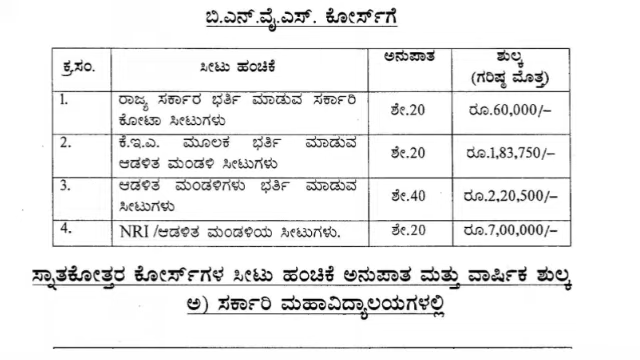 ಬಿ.ಎನ್.ವೈ.ಎಸ್. ಕೋರ್ಸ್‌ಗೆ
ಕ್ರ.ಸಂ. ಸೀಟು ಹಂಚಿಕೆ ಅನುಪಾತ ಶುಲ್ಕ
(ಗರಿಷ್ಠ ಮೊತ್ತ)
1. ರಾಜ್ಯ ಸರ್ಕಾರ ಭರ್ತಿ ಮಾಡುವ ಸರ್ಕಾರಿ
ಕೋಟಾ ಸೀಟುಗಳು ಶೇ.20 ರೂ.60,000/-
2. ಕೆ.ಇ.ಎ. ಮೂಲಕ ಭರ್ತಿ ಮಾಡುವ
ಆಡಳಿತ ಮಂಡಳಿ ಸೀಟುಗಳು ಶೇ.20 ರೂ.1,83,750/-
3. ಆಡಳಿತ ಮಂಡಳಿಗಳು ಭರ್ತಿ ಮಾಡುವ
ಸೀಟುಗಳು ಶೇ.40 ರೂ.2,20,500/-
4. NRI /ಆಡಳಿತ ಮಂಡಳಿಯ ಸೀಟುಗಳು. ಶೇ.20 ರೂ.7,00,000/-
ಸ್ನಾತಕೋತ್ತರ ಕೋರ್ಸ್‌ಗಳ ಸೀಟು ಹಂಚಿಕೆ ಅನುಪಾತ ಮತ್ತು ವಾರ್ಷಿಕ ಶುಲ್ಕ
ಅ) ಸರ್ಕಾರಿ ಮಹಾವಿದ್ಯಾಲಯಗಳಲ್ಲಿ